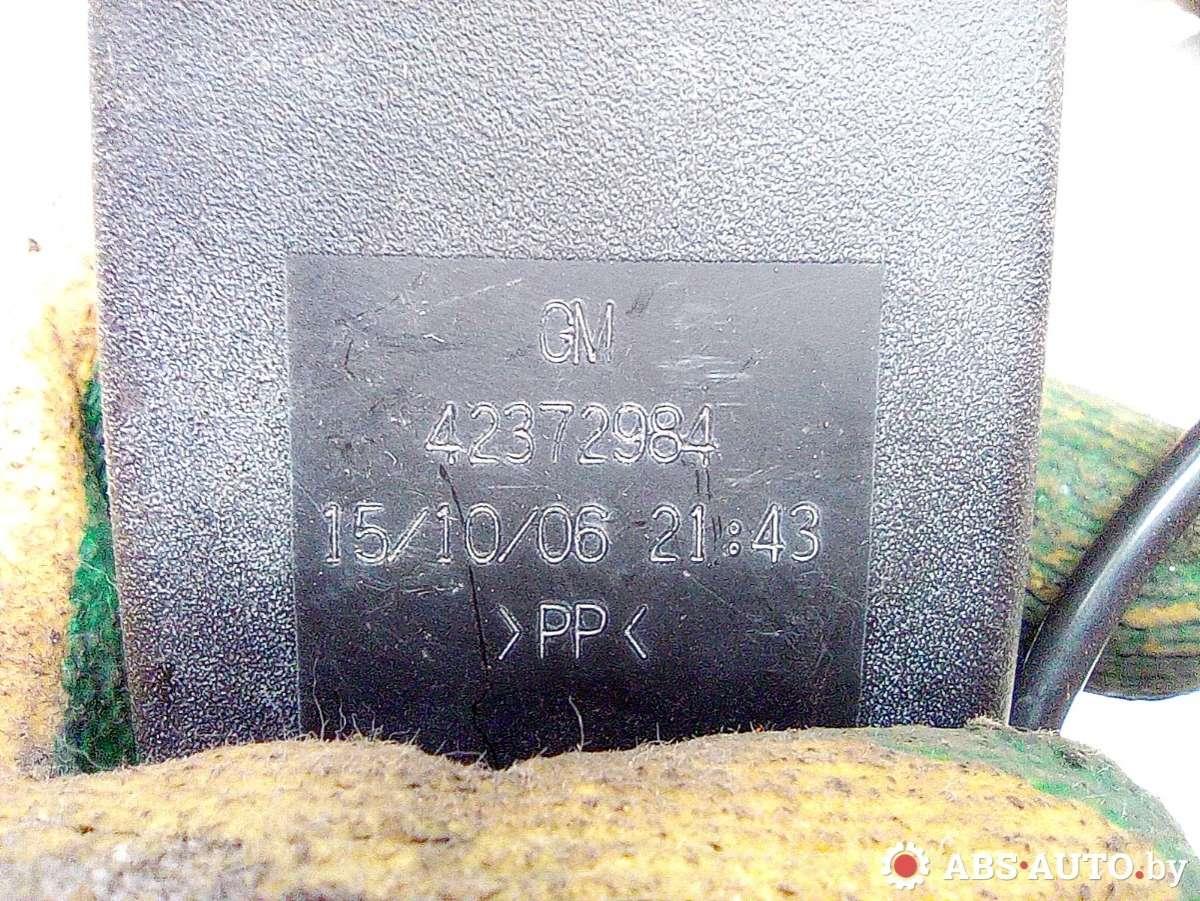 GM
42372984
15/10/06 21:43
>PP<
ABS·AUTO.by